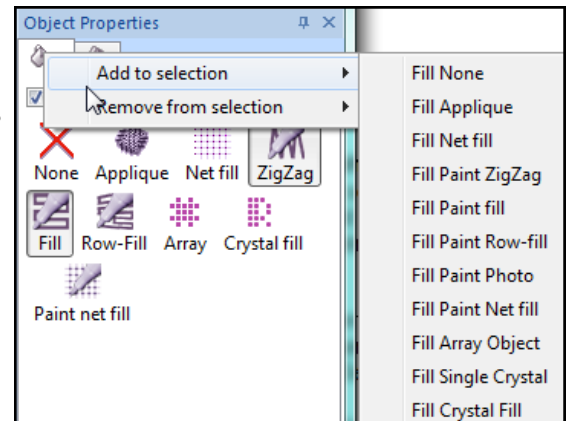 Object Properties
Add to selection
Remove from selection
None Applique Net fill ZigZag
Fill Row-Fill Array Crystal fill
Paint net fill
Fill None
Fill Applique
Fill Net fill
Fill Paint ZigZag
Fill Paint fill
Fill Paint Row-fill
Fill Paint Photo
Fill Paint Net fill
Fill Array Object
Fill Single Crystal
Fill Crystal Fill